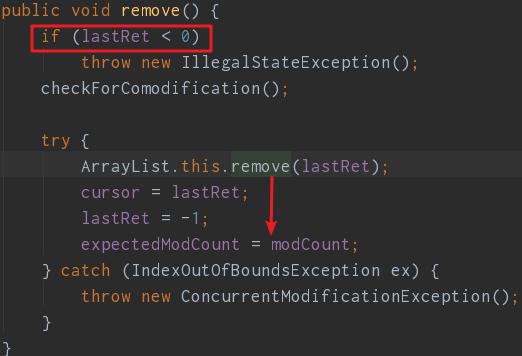 public void remove() {
    if (lastRet < 0)
        throw new IllegalStateException();
    checkForComodification();

    try {
        ArrayList.this.remove(lastRet);
        cursor = lastRet;
        lastRet = -1;
        expectedModCount = modCount;
    } catch (IndexOutOfBoundsException ex) {
        throw new ConcurrentModificationException();
    }
}